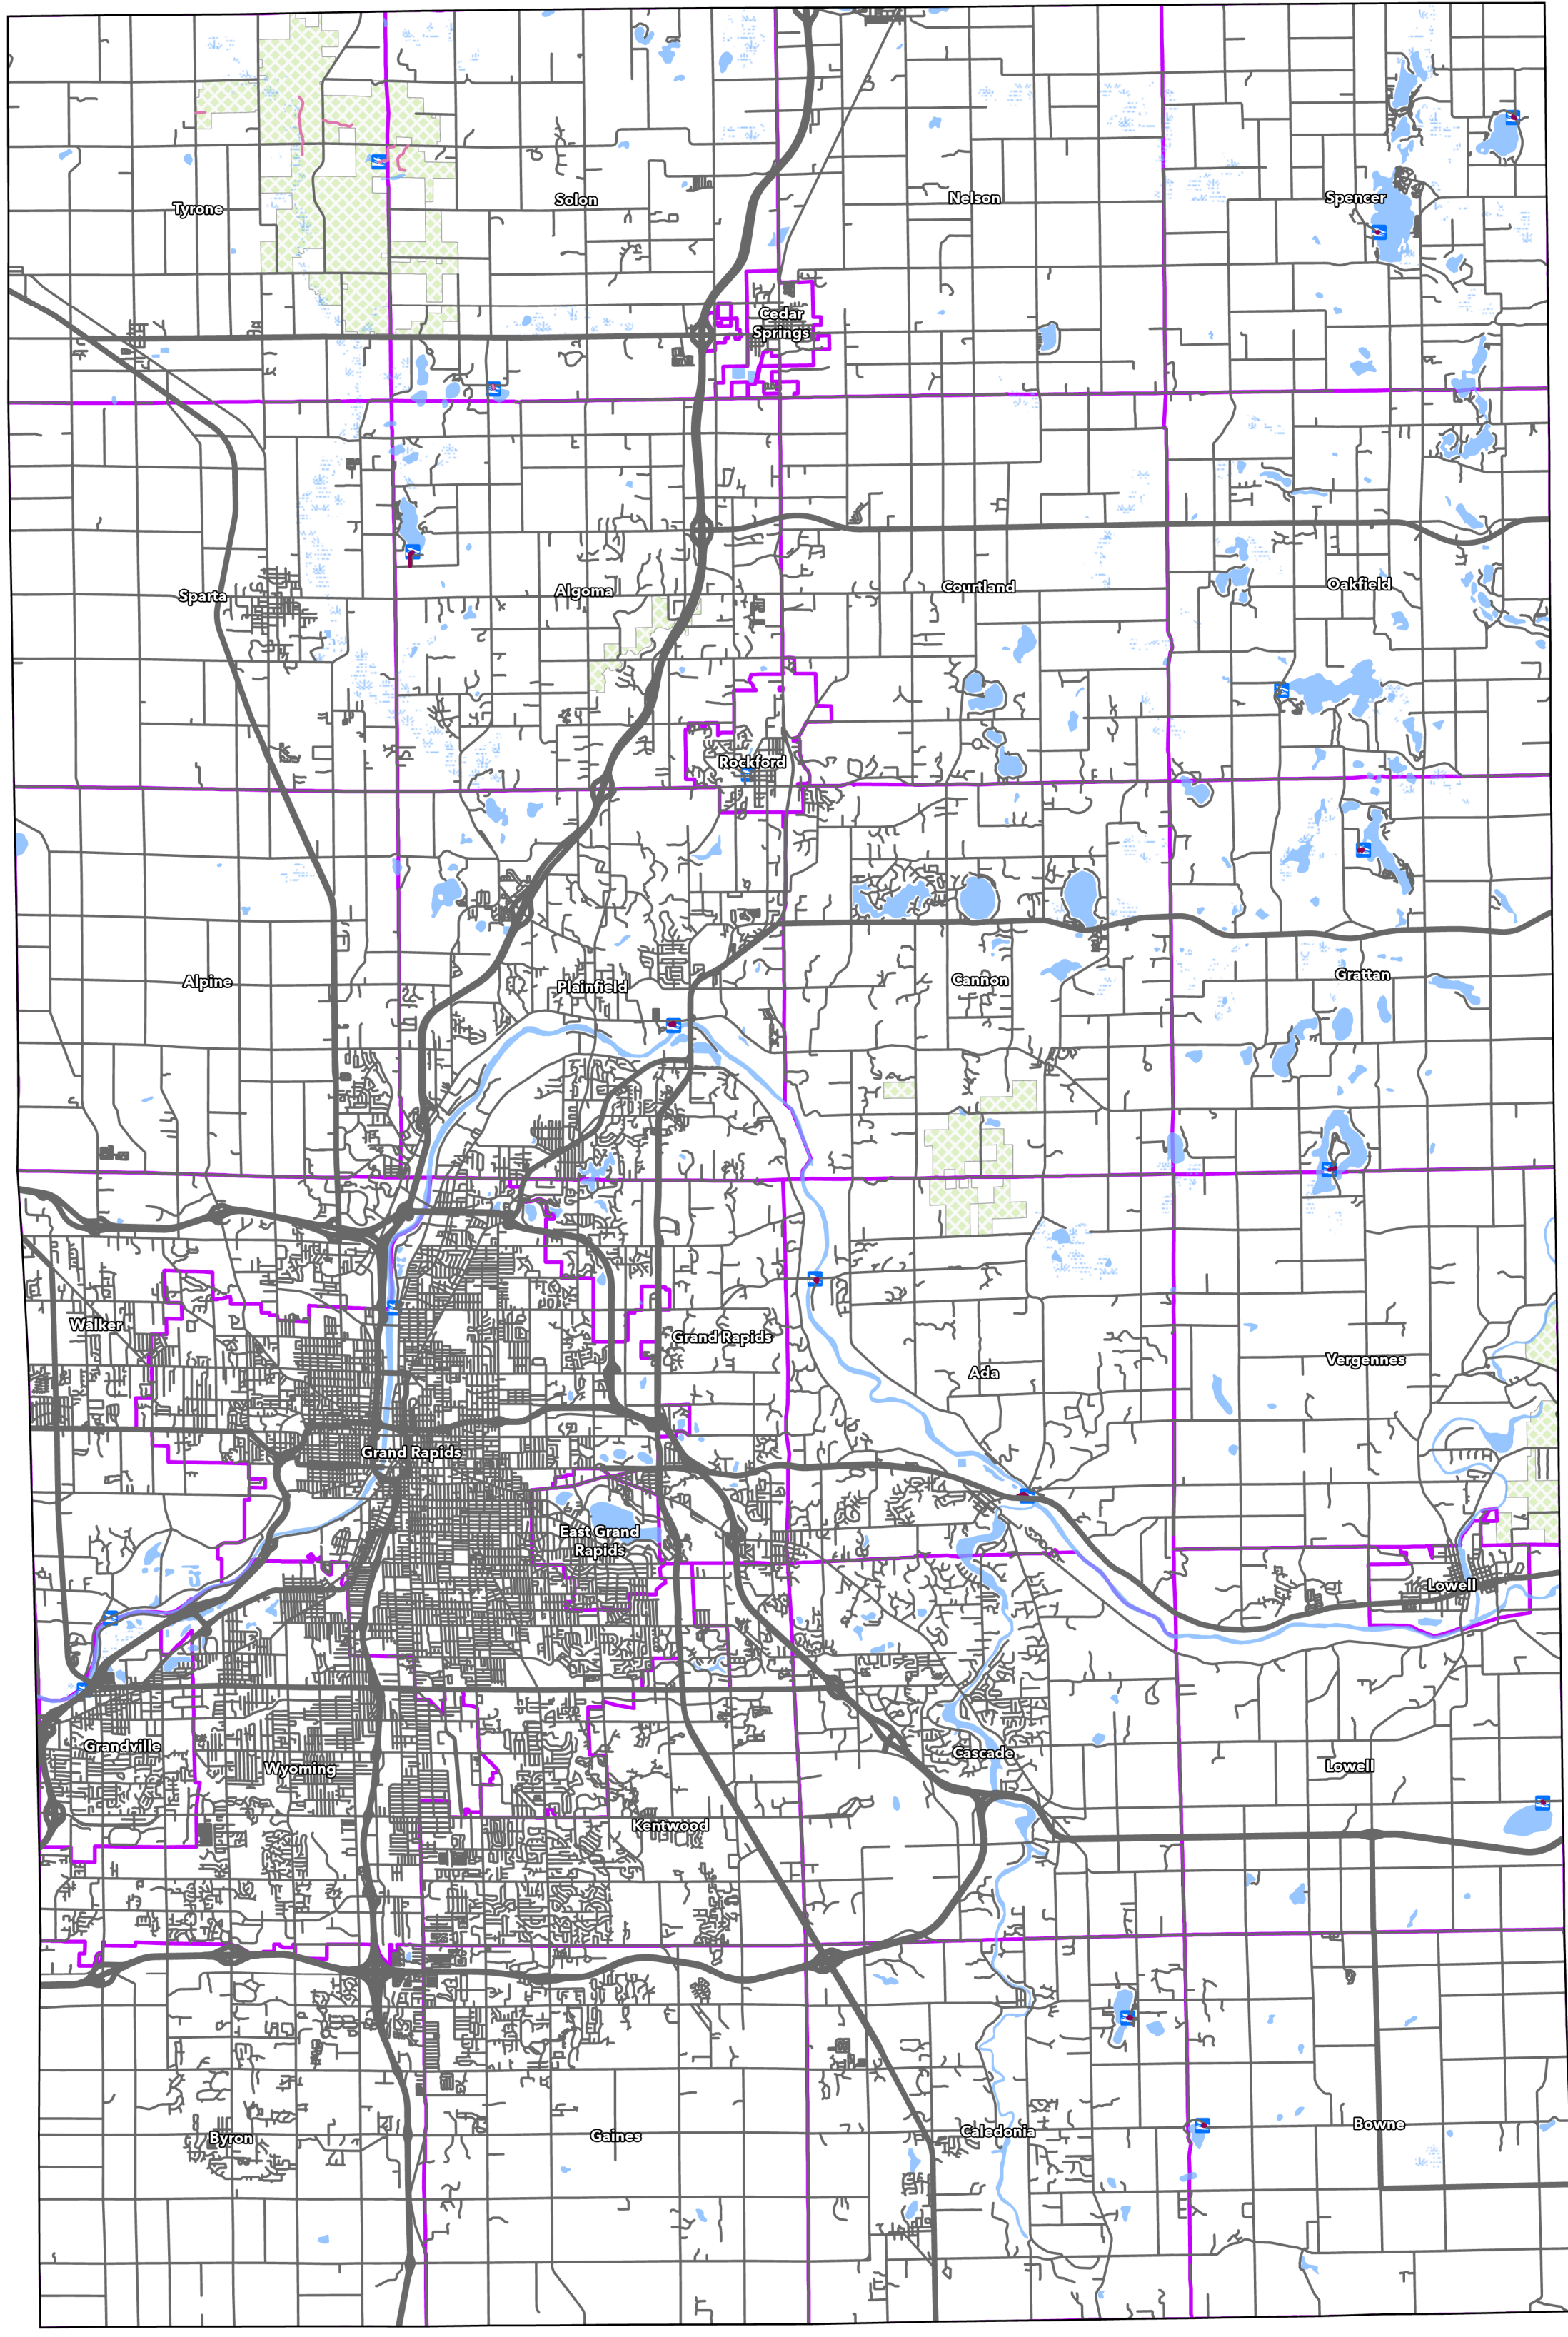 Solon
Nelson
Spencer
Tyrone
Cedar
Springs
Algoma
Courtland
Oakfield
Sparta
Rockford
Alpine
Plainfield
Cannon
Grattan
Walker
Grand Rapids
Ada
Vergennes
Grand Rapids
East Grand
Rapids
Lowell
Grandville
Wyoming
Cascade
Lowell
Kentwood
Byron
Gaines
Caledonia
Bowne